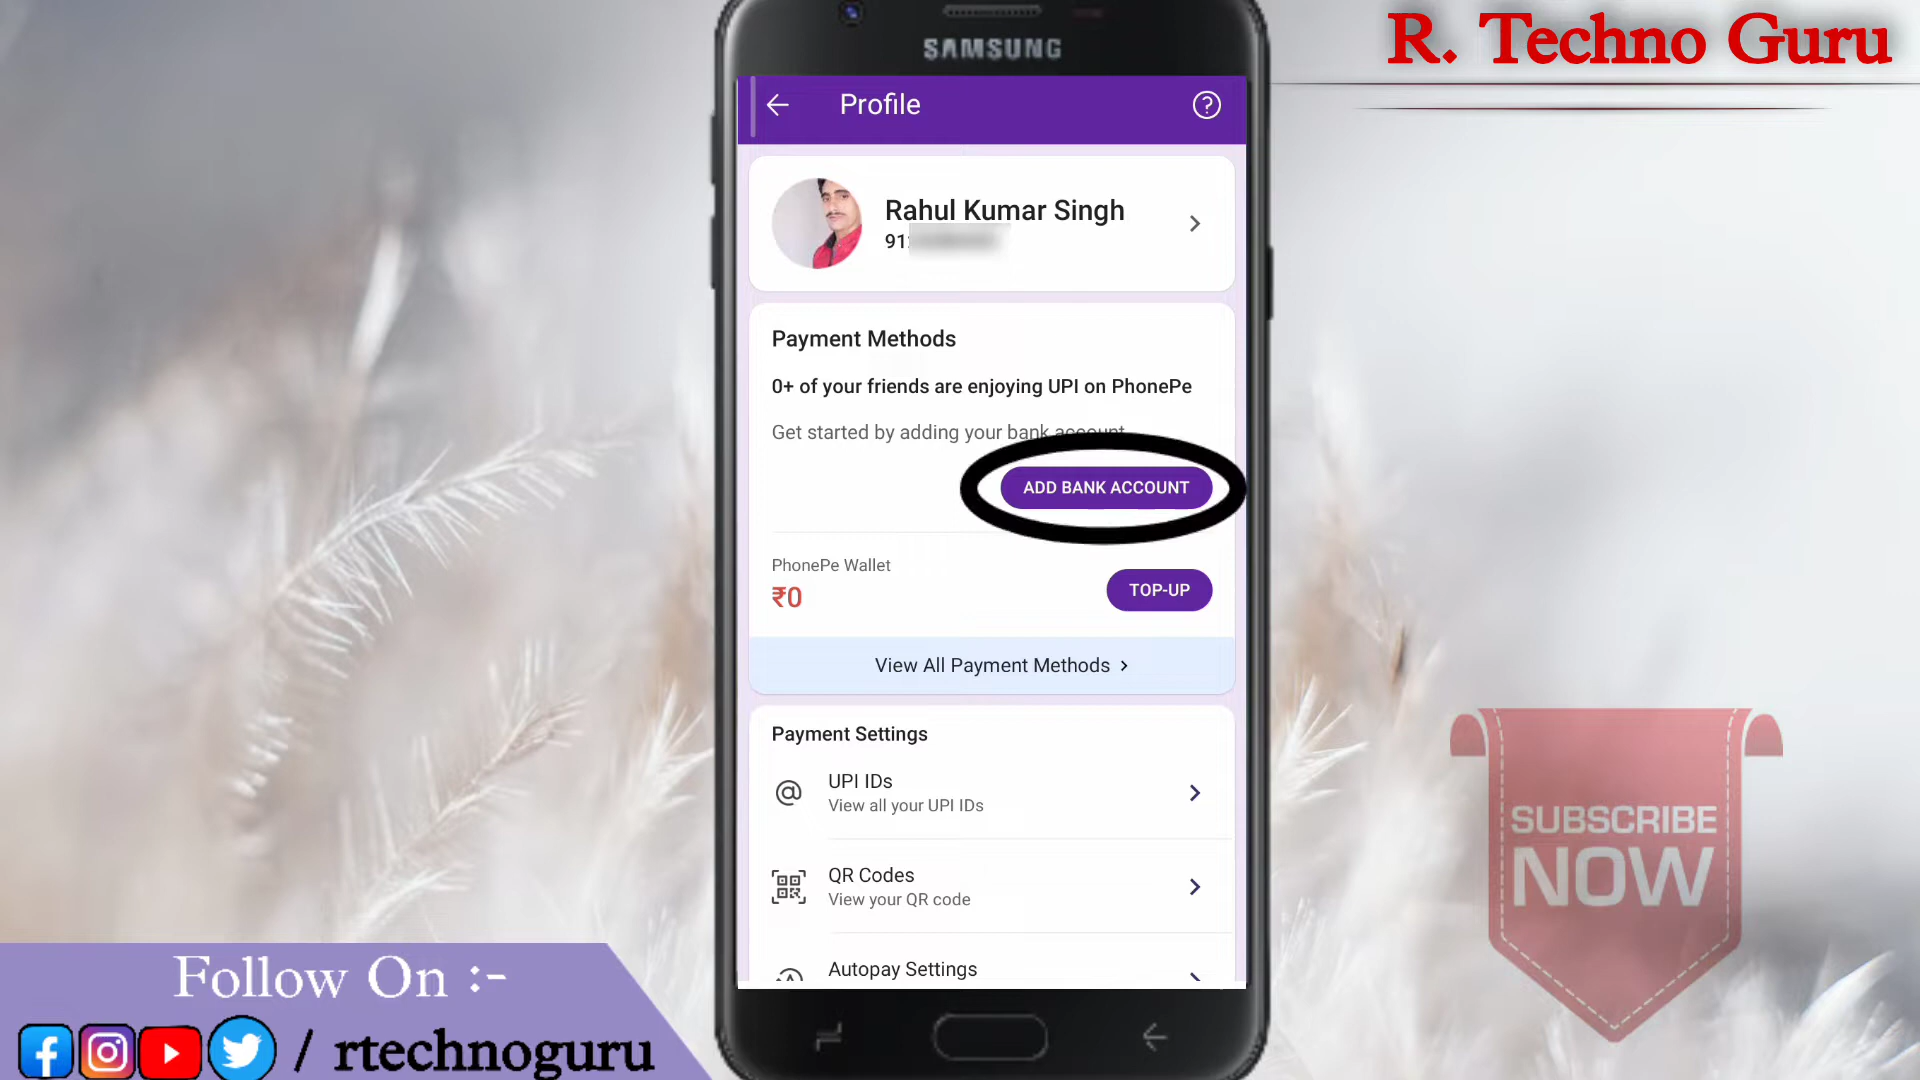 R. Techno Guru
SAMSUNG
Profile
Rahul Kumar Singh
91
Payment Methods
0+ of your friends are enjoying UPI on PhonePe
Get started by adding your bank account
ADD BANK ACCOUNT
PhonePe Wallet
₹0
TOP-UP
View All Payment Methods
Payment Settings
UPI IDs
View all your UPI IDs
QR Codes
View your QR code
Autopay Settings
SUBSCRIBE
NOW
Follow On :-
/ rtechnoguru